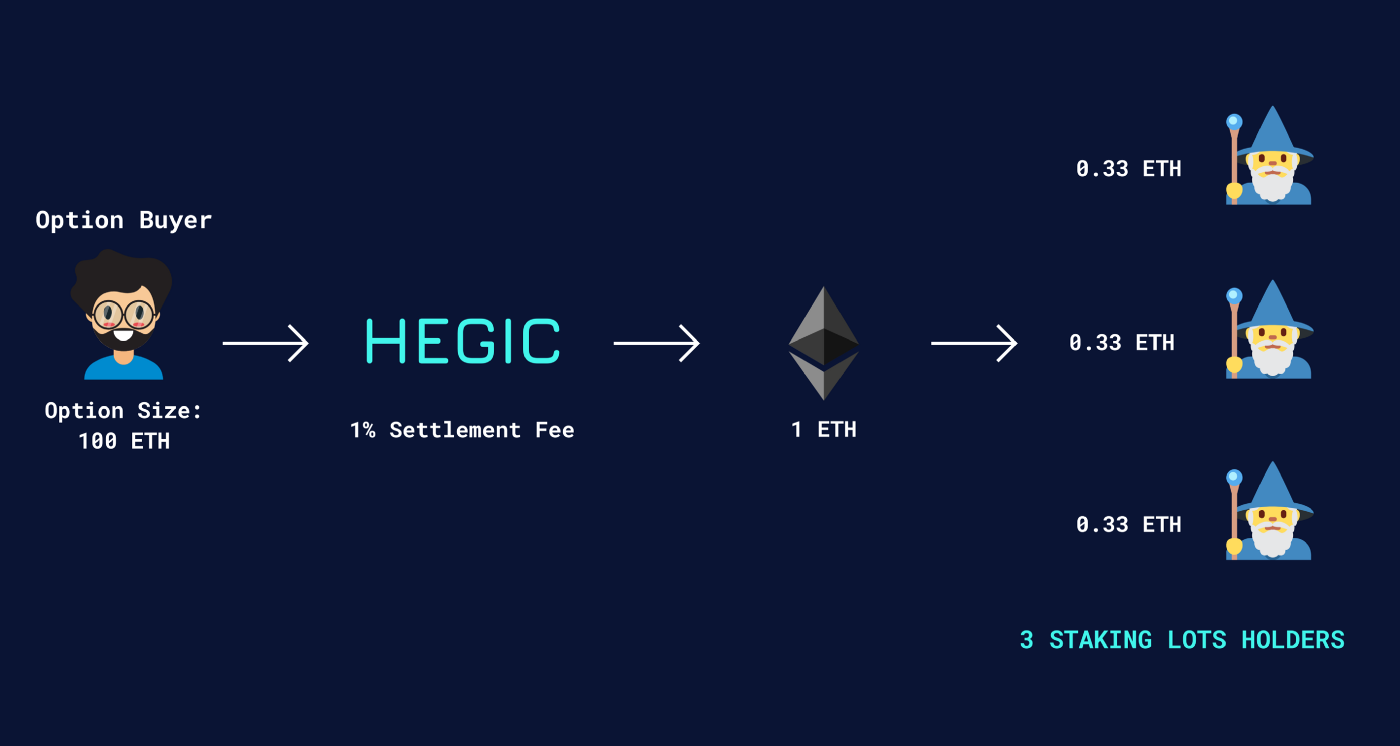 Option Buyer
Option Size:
100 ETH
HEGIC
1% Settlement Fee
1 ETH
0.33 ETH
0.33 ETH
0.33 ETH
3 STAKING LOTS HOLDERS